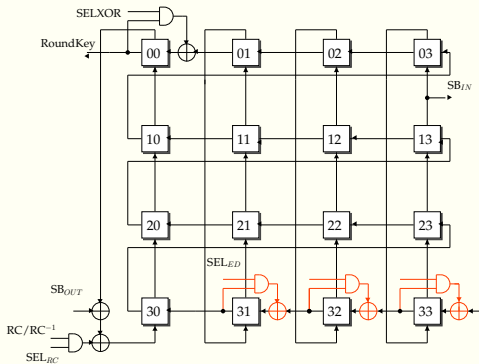 SELXOR
RoundKey
00 01 02 03
SB_IN
10 11 12 13
20 21 22 23
SEL_ED
SB_OUT
30 31 32 33
RC/RC⁻¹
SEL_RC